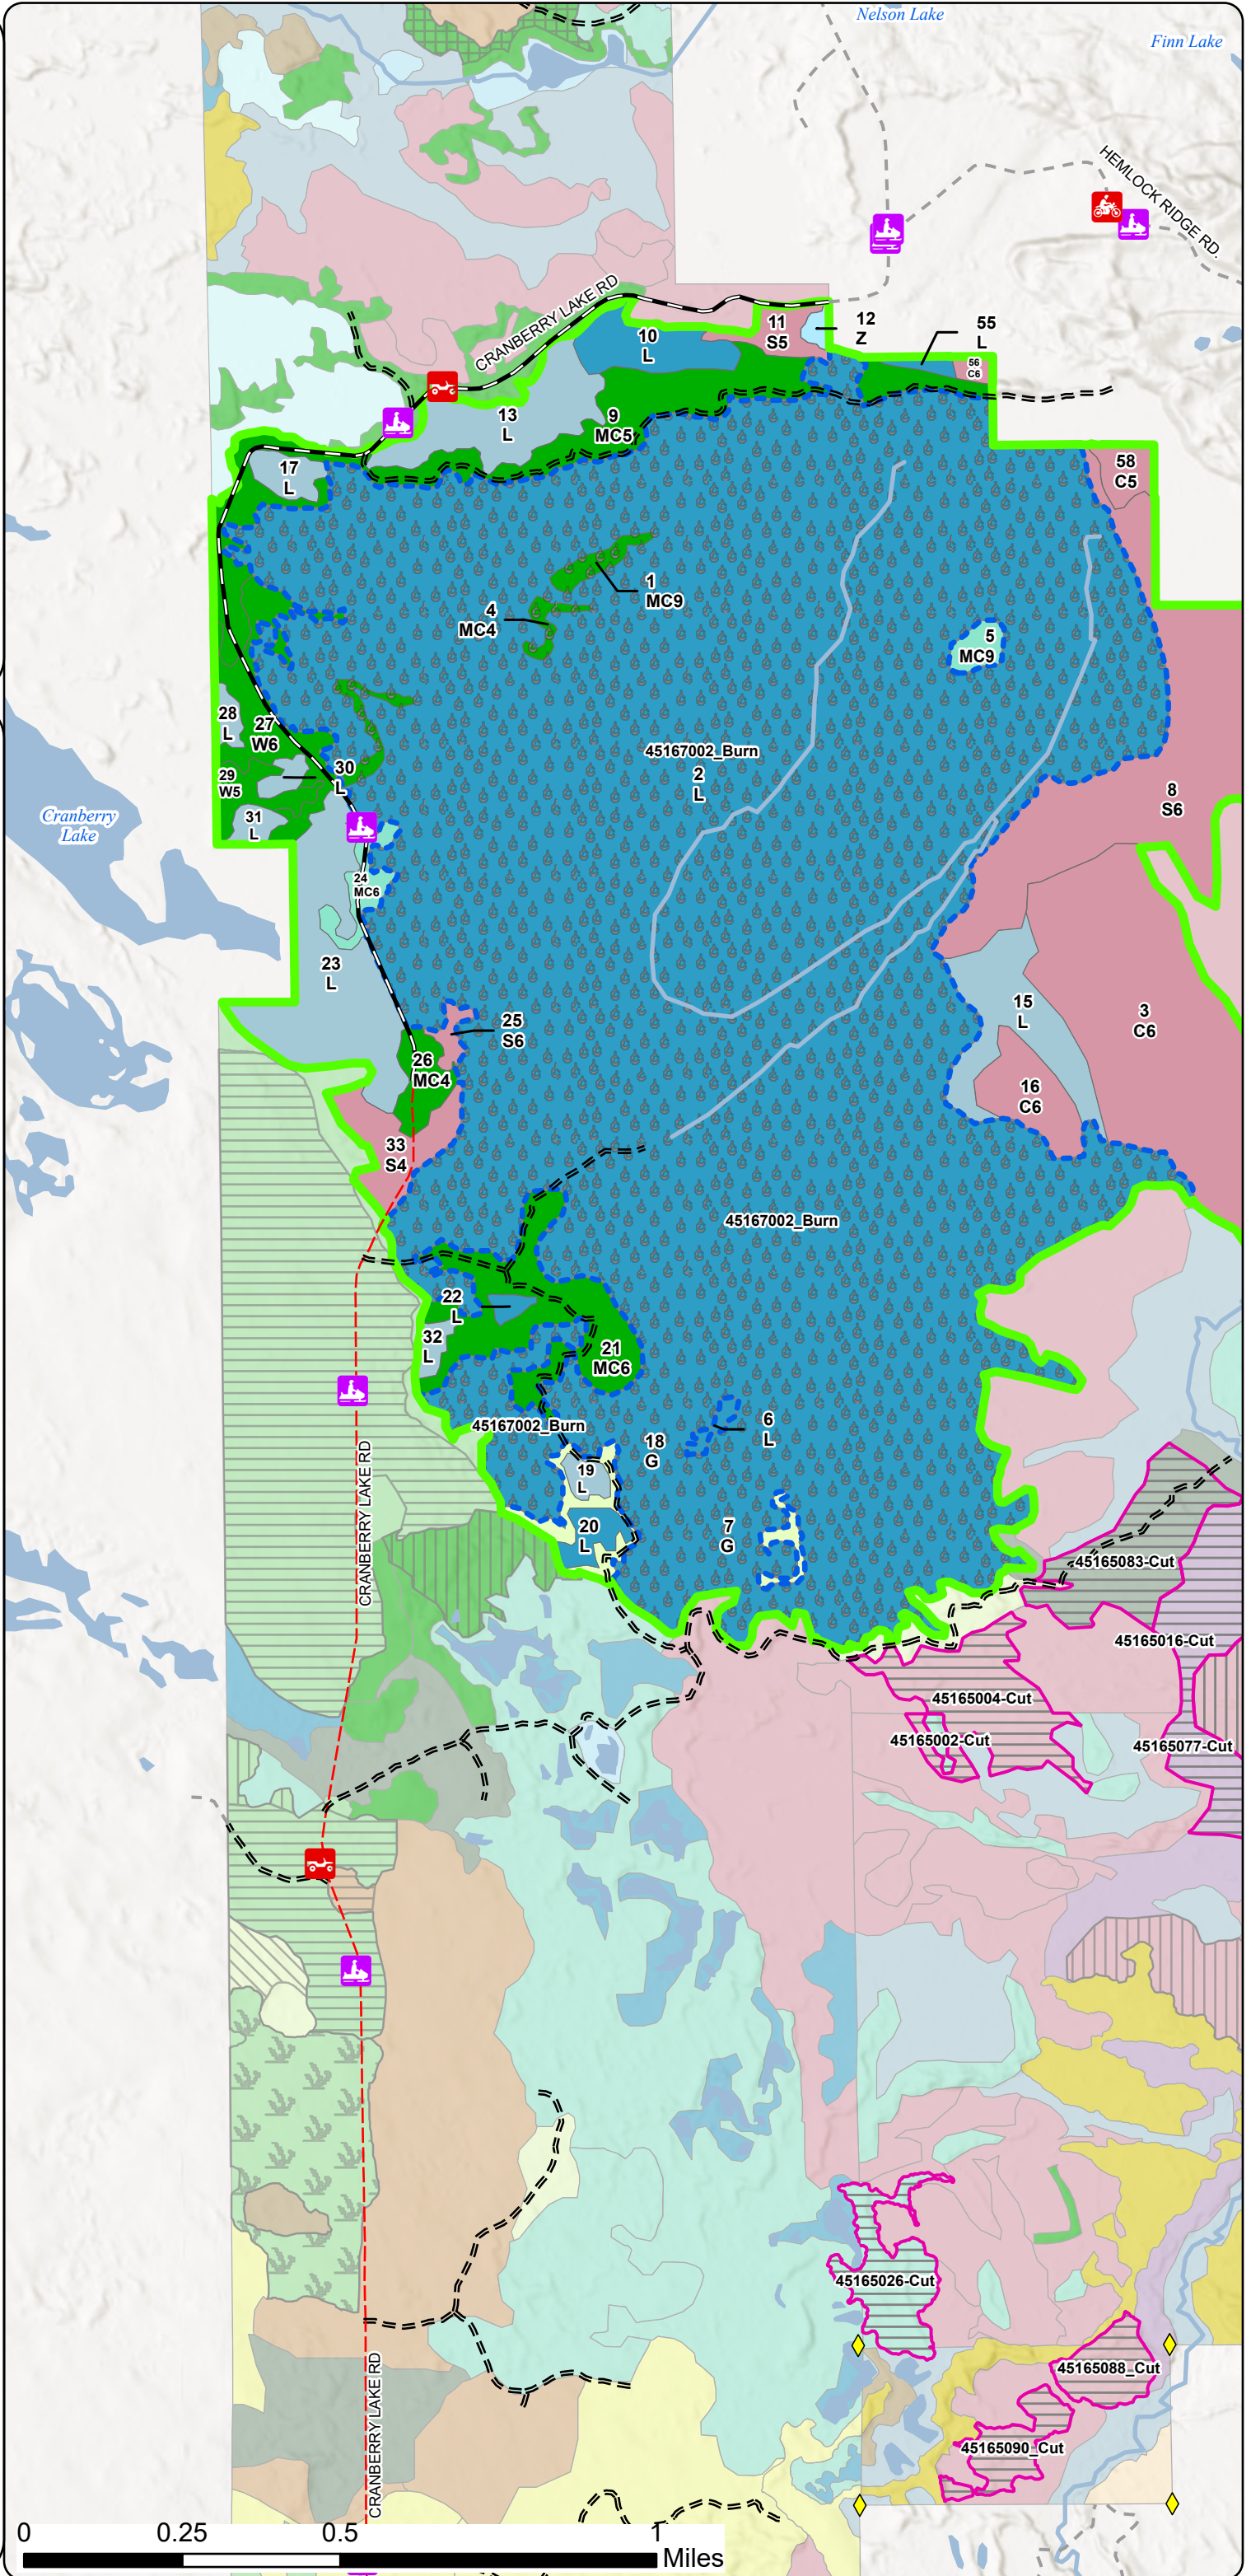 Nelson Lake
Finn Lake
HEMLOCK RIDGE RD.
CRANBERRY LAKE RD
10
L
11
S5
12
Z
55
L
56
C6
13
L
9
MC5
17
L
58
C5
1
MC9
4
MC4
5
MC9
28
L
27
W6
45167002_Burn
2
L
29
W5
30
L
31
L
8
S6
Cranberry
Lake
24
MC6
23
L
15
L
3
C6
25
S6
26
MC4
16
C6
33
S4
45167002_Burn
22
L
32
L
21
MC6
45167002_Burn
6
L
18
G
19
L
20
L
7
G
CRANBERRY LAKE RD
45165083-Cut
45165016-Cut
45165004-Cut
45165002-Cut
45165077-Cut
45165026-Cut
45165088_Cut
45165090_Cut
CRANBERRY LAKE RD
0 0.25 0.5 1
Miles